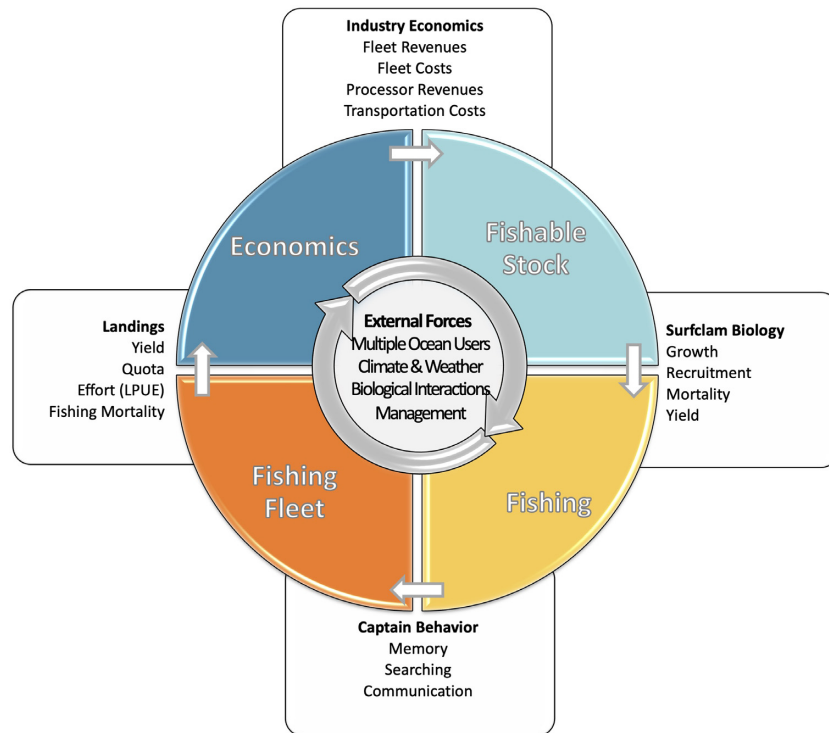 Industry Economics
Fleet Revenues
Fleet Costs
Processor Revenues
Transportation Costs
Economics
Fishable
Stock
External Forces
Multiple Ocean Users
Climate & Weather
Biological Interactions
Management
Landings
Yield
Quota
Effort (LPUE)
Fishing Mortality
Surfclam Biology
Growth
Recruitment
Mortality
Yield
Fishing
Fleet
Fishing
Captain Behavior
Memory
Searching
Communication